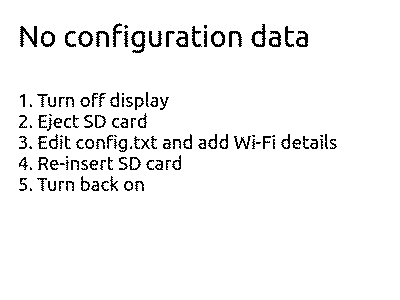 No configuration data
1. Turn off display
2. Eject SD card
3. Edit config.txt and add Wi-Fi details
4. Re-insert SD card
5. Turn back on